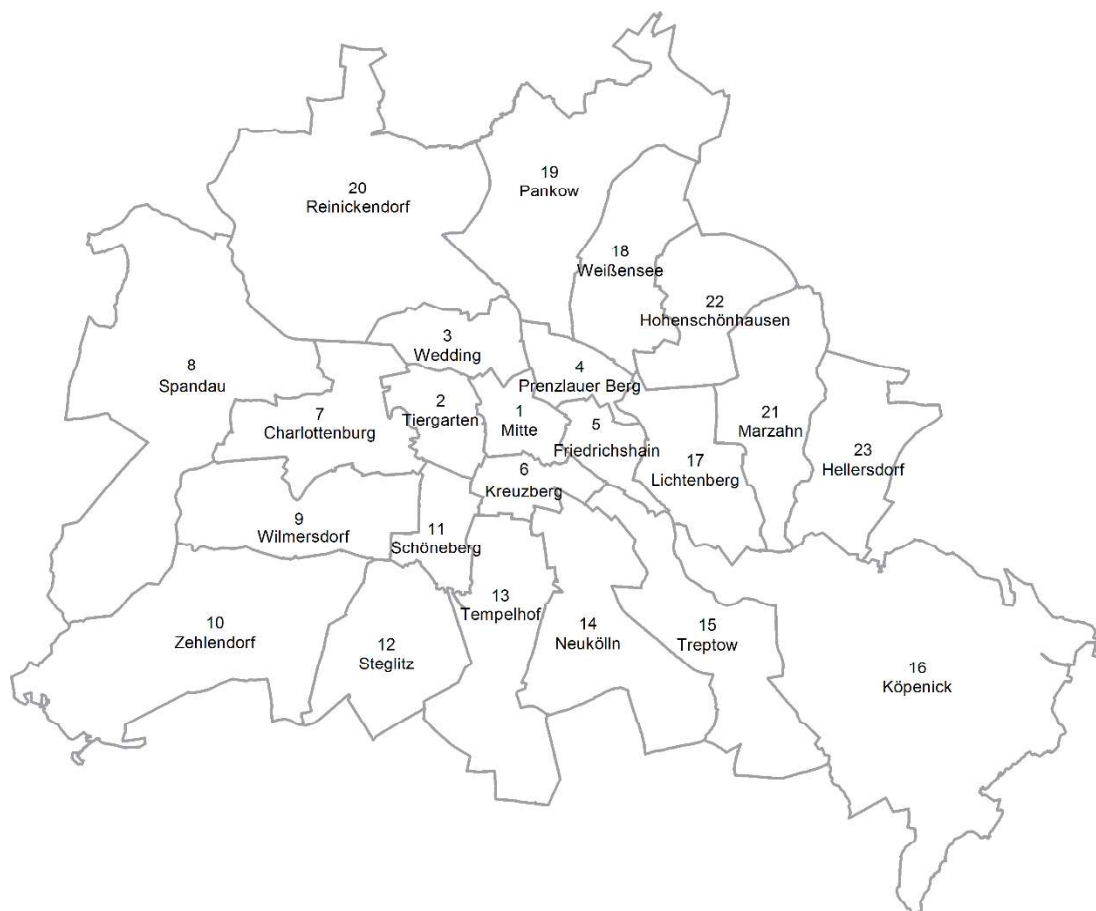 19
Pankow
20
Reinickendorf
18
Weißensee
22
Hohenschönhausen
3
Wedding
8
Spandau
4
Prenzlauer Berg
2
Tiergarten
1
Mitte
7
Charlottenburg
5
Friedrichshain
21
Marzahn
23
Hellersdorf
17
Lichtenberg
6
Kreuzberg
9
Wilmersdorf
11
Schöneberg
13
Tempelhof
10
Zehlendorf
12
Steglitz
14
Neukölln
15
Treptow
16
Köpenick